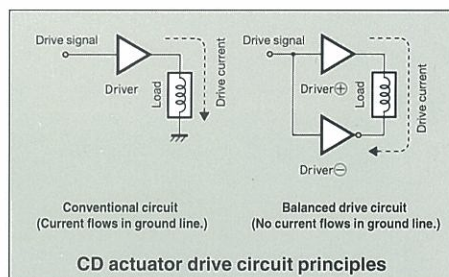 Drive signal
Driver
Load
Drive current
Drive signal
Driver⊕
Load
Driver⊖
Drive current
Conventional circuit
(Current flows in ground line.)
Balanced drive circuit
(No current flows in ground line.)
CD actuator drive circuit principles